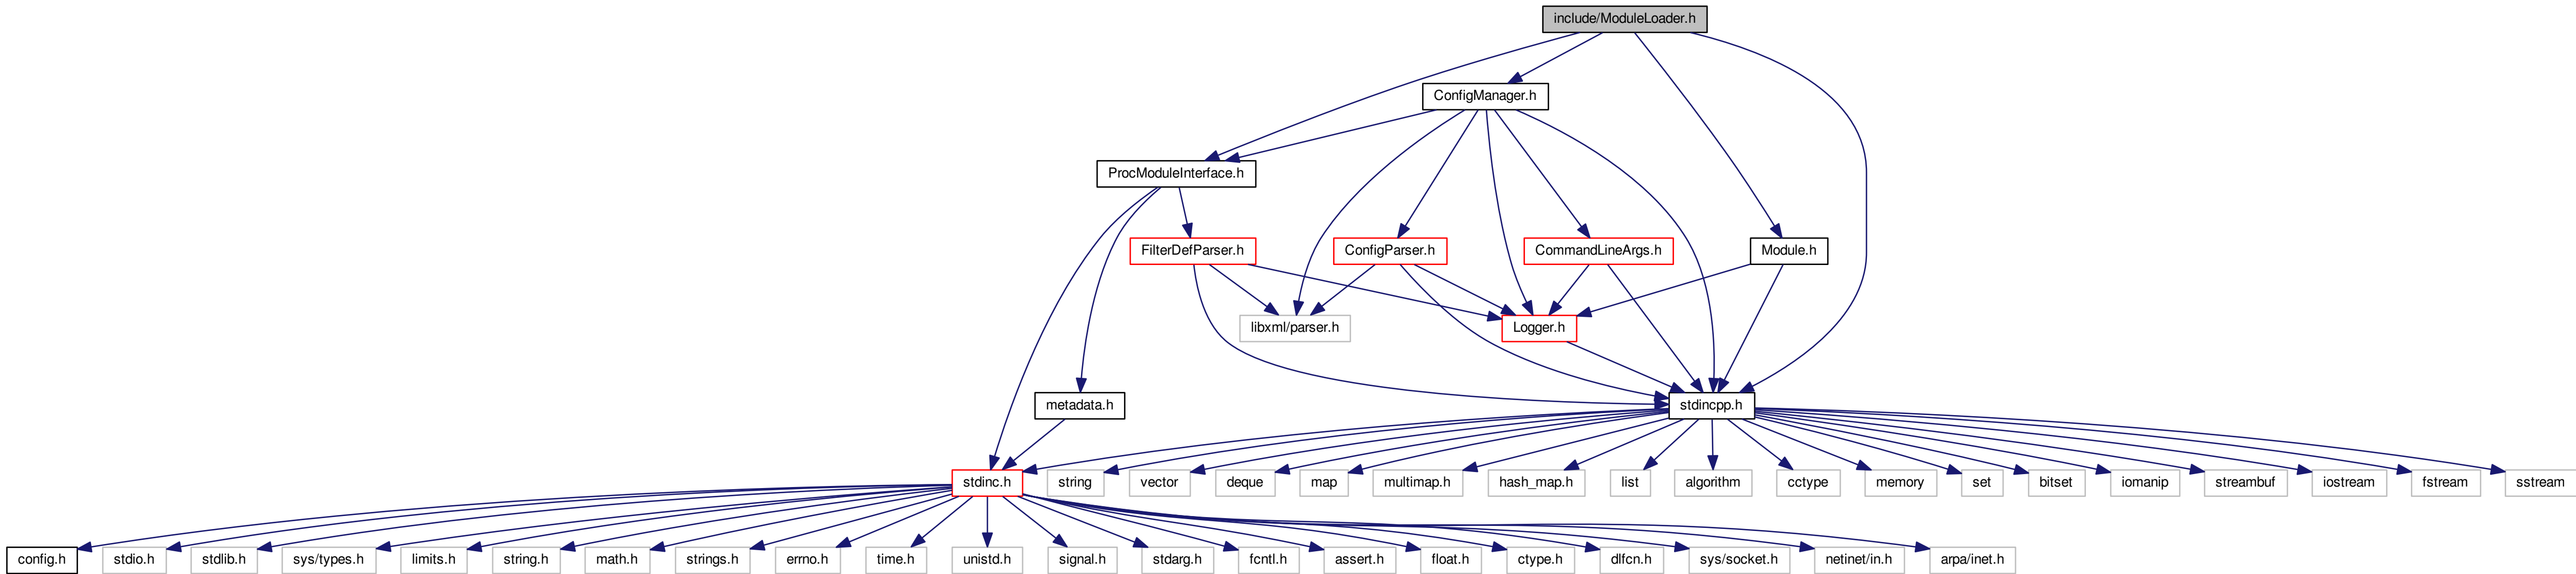 include/ModuleLoader.h
ConfigManager.h
ProcModuleInterface.h
FilterDefParser.h
ConfigParser.h
CommandLineArgs.h
Module.h
libxml/parser.h
Logger.h
metadata.h
stdincpp.h
stdinc.h
string
vector
deque
map
multimap.h
hash_map.h
list
algorithm
cctype
memory
set
bitset
iomanip
streambuf
iostream
fstream
sstream
config.h
stdio.h
stdlib.h
sys/types.h
limits.h
string.h
math.h
strings.h
errno.h
time.h
unistd.h
signal.h
stdarg.h
fcntl.h
assert.h
float.h
ctype.h
dlfcn.h
sys/socket.h
netinet/in.h
arpa/inet.h